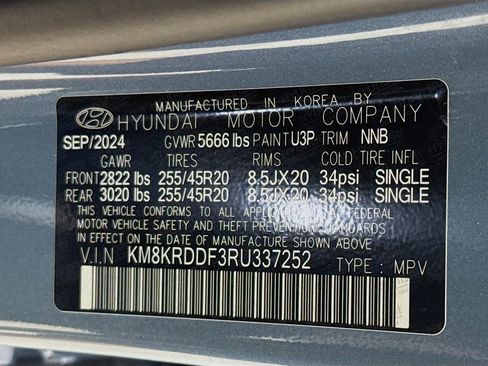 MANUFACTURED IN KOREA BY
HYUNDAI MOTOR COMPANY
SEP/2024 GVWR 5666 lbs PAINT U3P TRIM NNB
GAWR TIRES RIMS COLD TIRE INFL
FRONT 2822 lbs 255/45R20 8.5JX20 34psi SINGLE
REAR 3020 lbs 255/45R20 8.5JX20 34psi SINGLE
THIS VEHICLE CONFORMS TO ALL APPLICABLE U.S FEDERAL
MOTOR VEHICLE SAFETY AND THEFT PREVENTION STANDARDS
IN EFFECT ON THE DATE OF MANUFACTURE SHOWN ABOVE
V.I.N KM8KRDDF3RU337252 TYPE : MPV